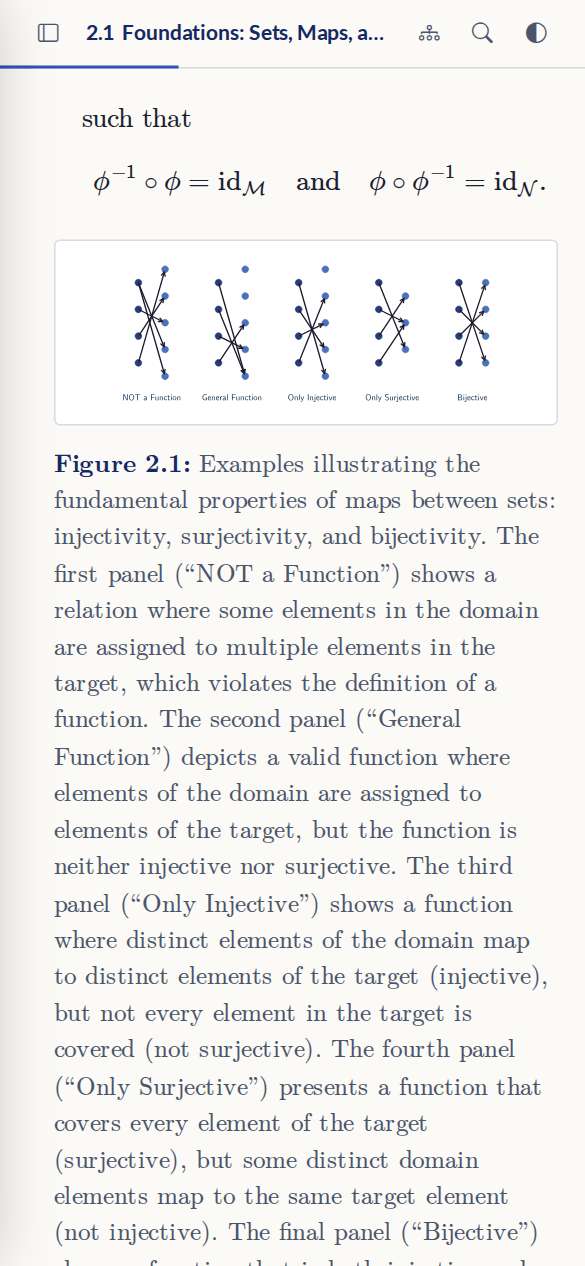 2.1 Foundations: Sets, Maps, a...
such that
ϕ⁻¹ ∘ ϕ = id_ℳ and ϕ ∘ ϕ⁻¹ = id_𝒩.
NOT a Function General Function Only Injective Only Surjective Bijective
Figure 2.1: Examples illustrating the
fundamental properties of maps between sets:
injectivity, surjectivity, and bijectivity. The
first panel (“NOT a Function”) shows a
relation where some elements in the domain
are assigned to multiple elements in the
target, which violates the definition of a
function. The second panel (“General
Function”) depicts a valid function where
elements of the domain are assigned to
elements of the target, but the function is
neither injective nor surjective. The third
panel (“Only Injective”) shows a function
where distinct elements of the domain map
to distinct elements of the target (injective),
but not every element in the target is
covered (not surjective). The fourth panel
(“Only Surjective”) presents a function that
covers every element of the target
(surjective), but some distinct domain
elements map to the same target element
(not injective). The final panel (“Bijective”)